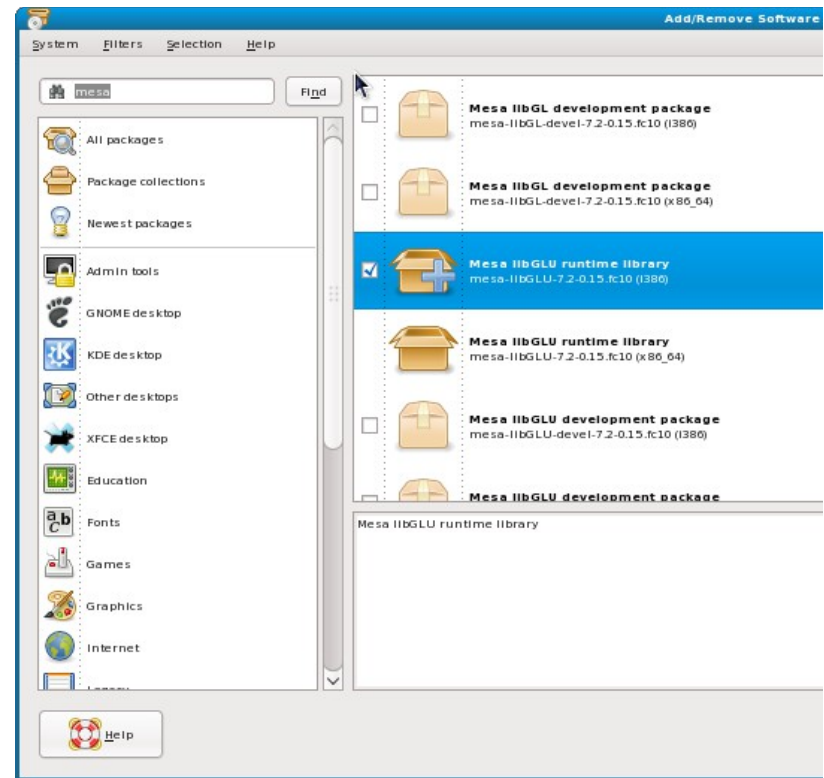 Add/Remove Software
System Filters Selection Help
mesa
Find
All packages
Package collections
Newest packages
Admin tools
GNOME desktop
KDE desktop
Other desktops
XFCE desktop
Education
Fonts
Games
Graphics
Internet
Legacy
Mesa libGL development package
mesa-libGL-devel-7.2-0.15.fc10 (i386)
Mesa libGL development package
mesa-libGL-devel-7.2-0.15.fc10 (x86_64)
Mesa libGLU runtime library
mesa-libGLU-7.2-0.15.fc10 (i386)
Mesa libGLU runtime library
mesa-libGLU-7.2-0.15.fc10 (x86_64)
Mesa libGLU development package
mesa-libGLU-devel-7.2-0.15.fc10 (i386)
Mesa libGLU development package
Mesa libGLU runtime library
Help